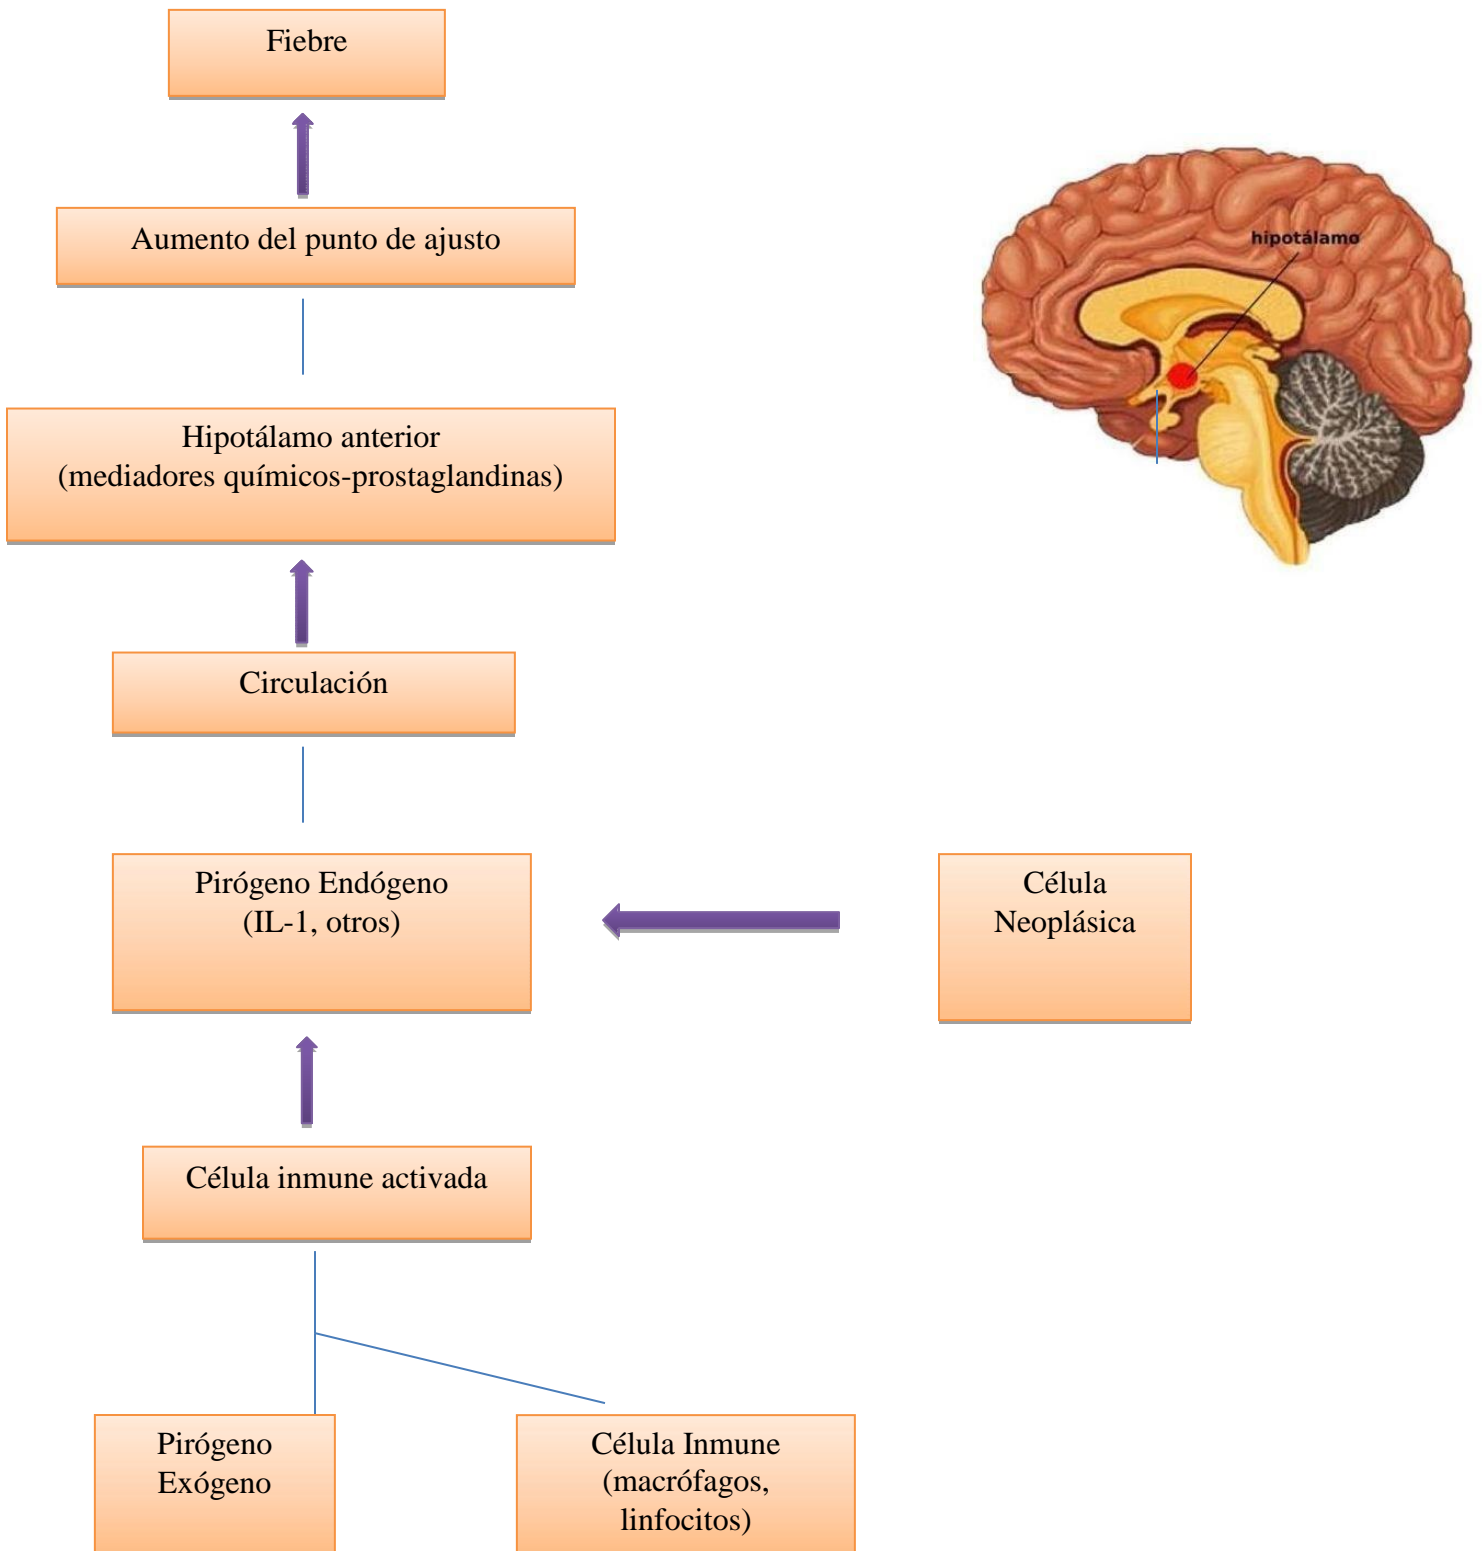 Fiebre
Aumento del punto de ajusto
hipotálamo
Hipotálamo anterior
(mediadores químicos-prostaglandinas)
Circulación
Pirógeno Endógeno
(IL-1, otros)
Célula
Neoplásica
Célula inmune activada
Pirógeno
Exógeno
Célula Inmune
(macrófagos,
linfocitos)